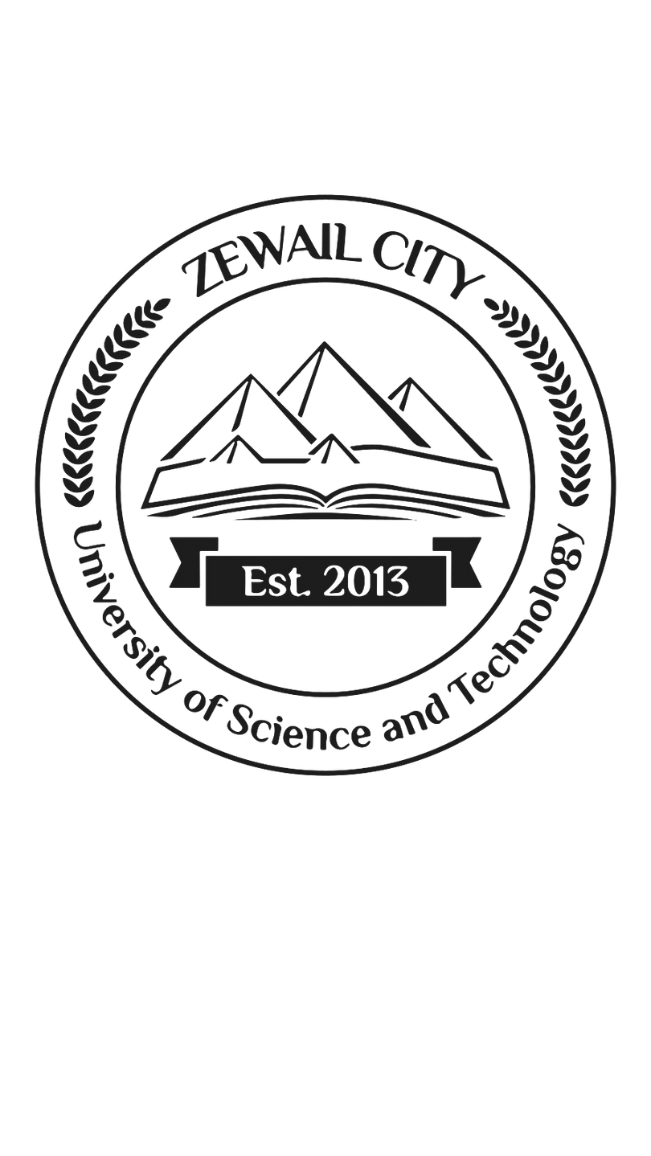 ZEWAIL CITY
Est. 2013
University of Science and Technology